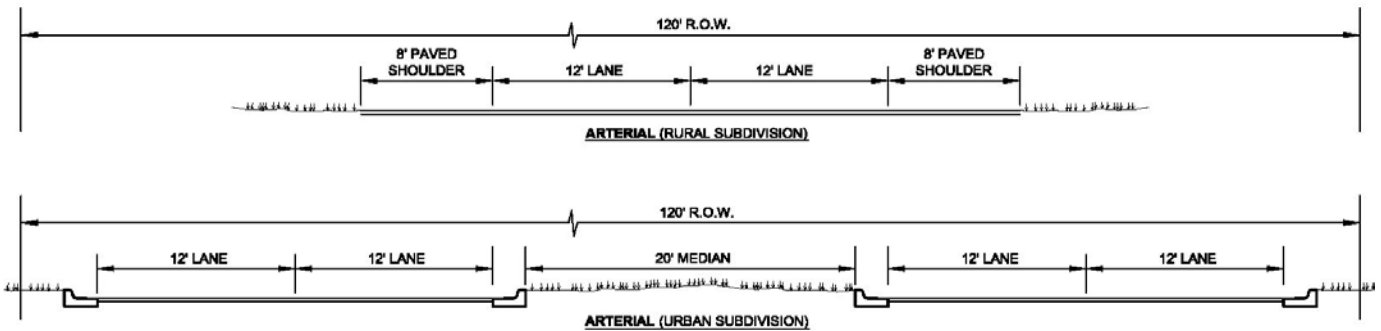 120' R.O.W.
8' PAVED
SHOULDER
12' LANE
12' LANE
8' PAVED
SHOULDER
ARTERIAL (RURAL SUBDIVISION)
120' R.O.W.
12' LANE
12' LANE
20' MEDIAN
12' LANE
12' LANE
ARTERIAL (URBAN SUBDIVISION)